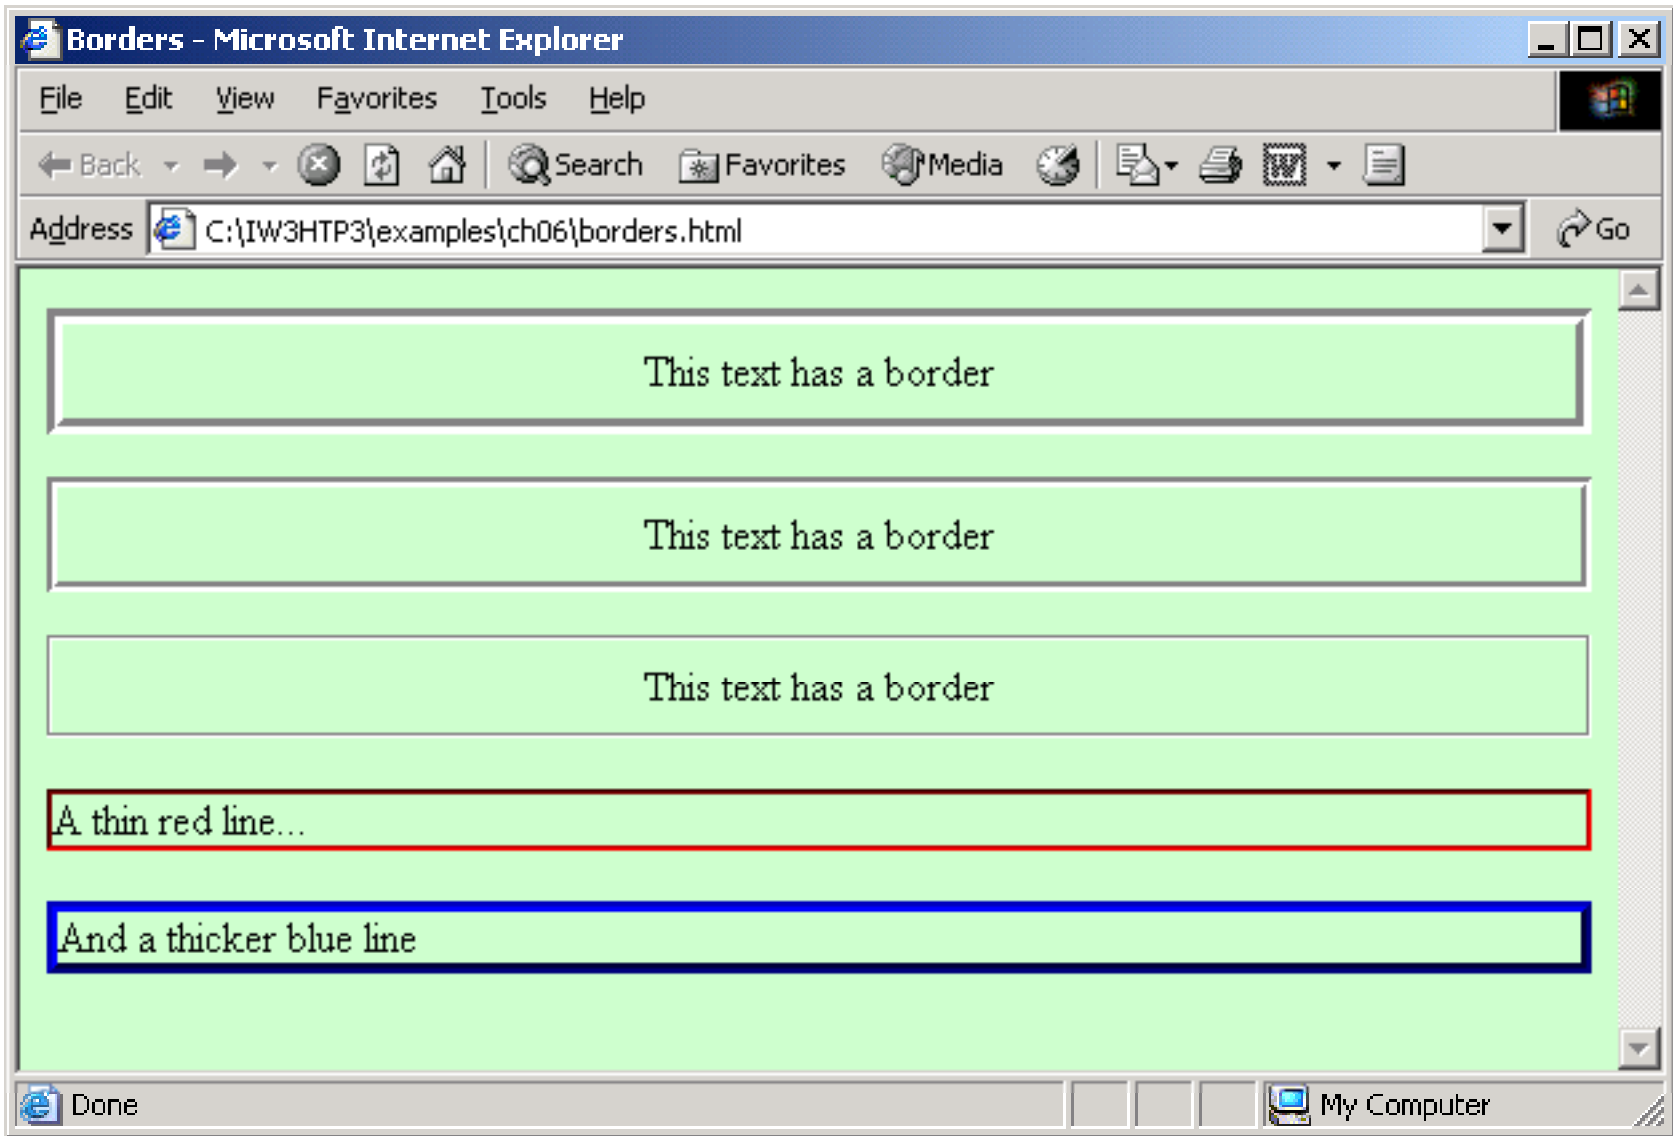 Borders - Microsoft Internet Explorer
File Edit View Favorites Tools Help
Back Search Favorites Media
Address C:\IW3HTP3\examples\ch06\borders.html Go
This text has a border
This text has a border
This text has a border
A thin red line...
And a thicker blue line
Done My Computer